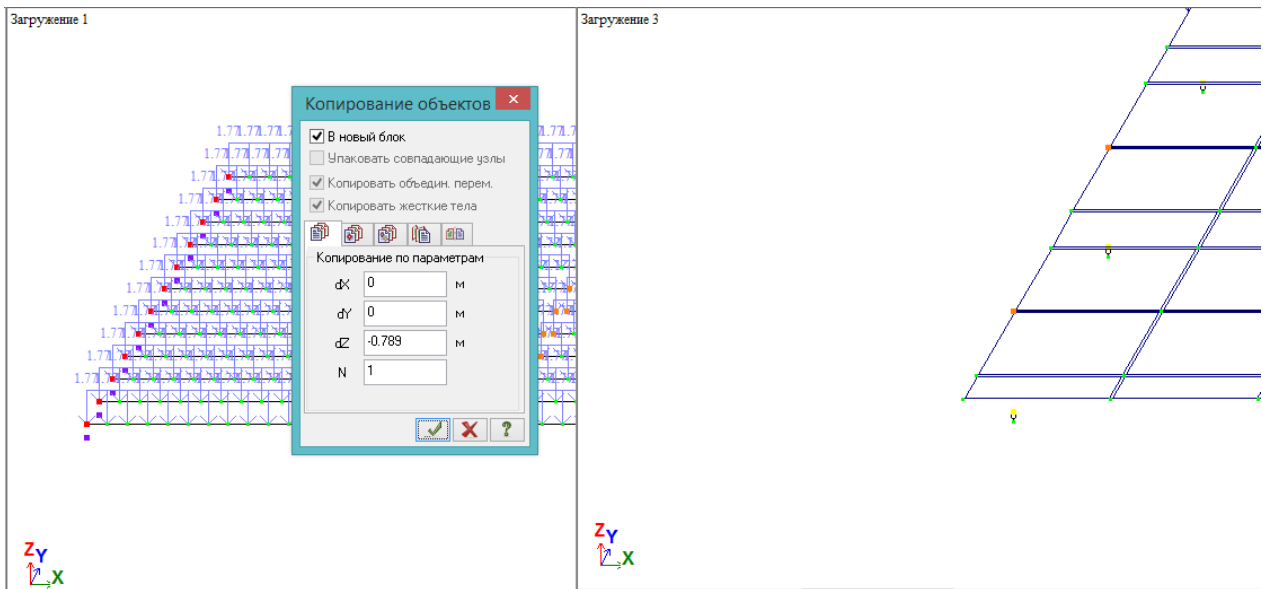 Загружение 1
Загружение 3
Копирование объектов
В новый блок
Упаковать совпадающие узлы
Копировать объедин. перем.
Копировать жесткие тела
Копирование по параметрам
dX 0 м
dY 0 м
dZ -0.789 м
N 1
Z Y X
Z Y X